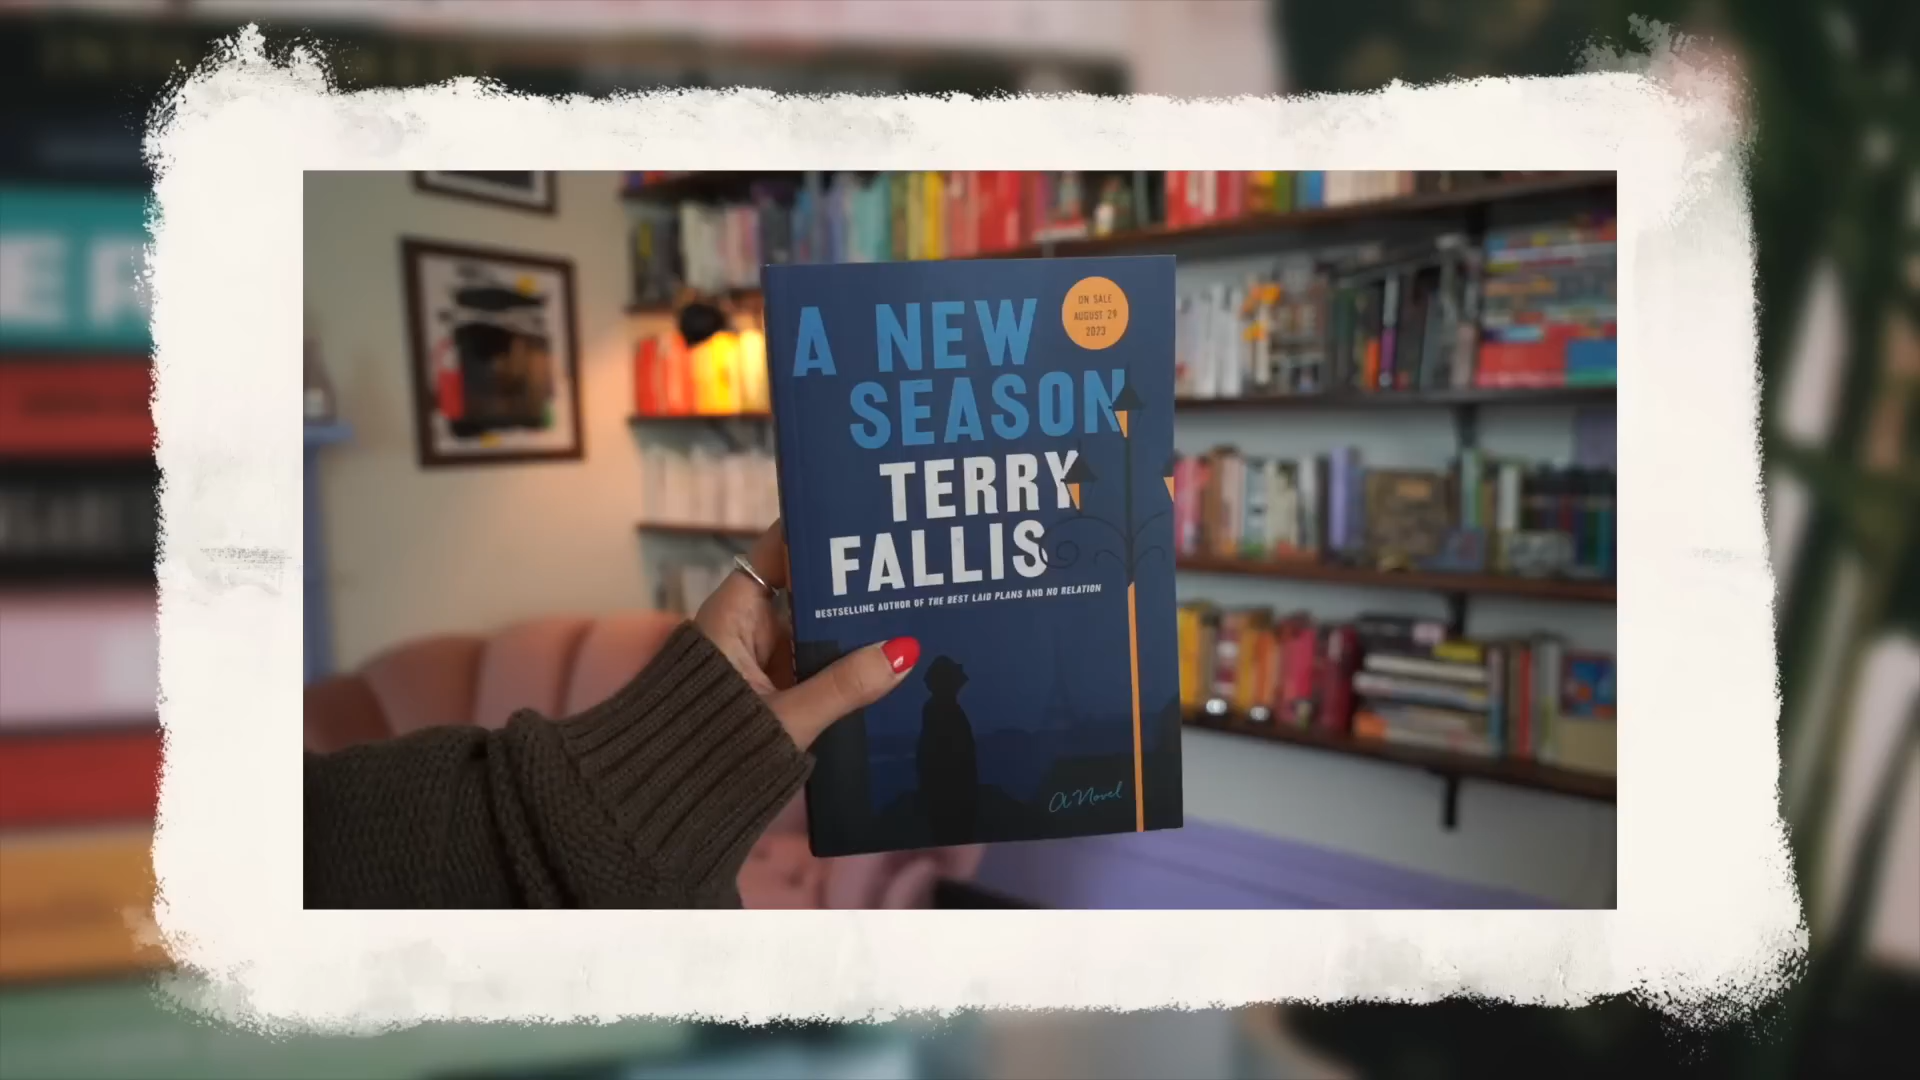 A NEW
SEASON
TERRY
FALLIS
BESTSELLING AUTHOR OF THE BEST LAID PLANS AND NO RELATION
ON SALE
AUGUST 29
2023
A Novel